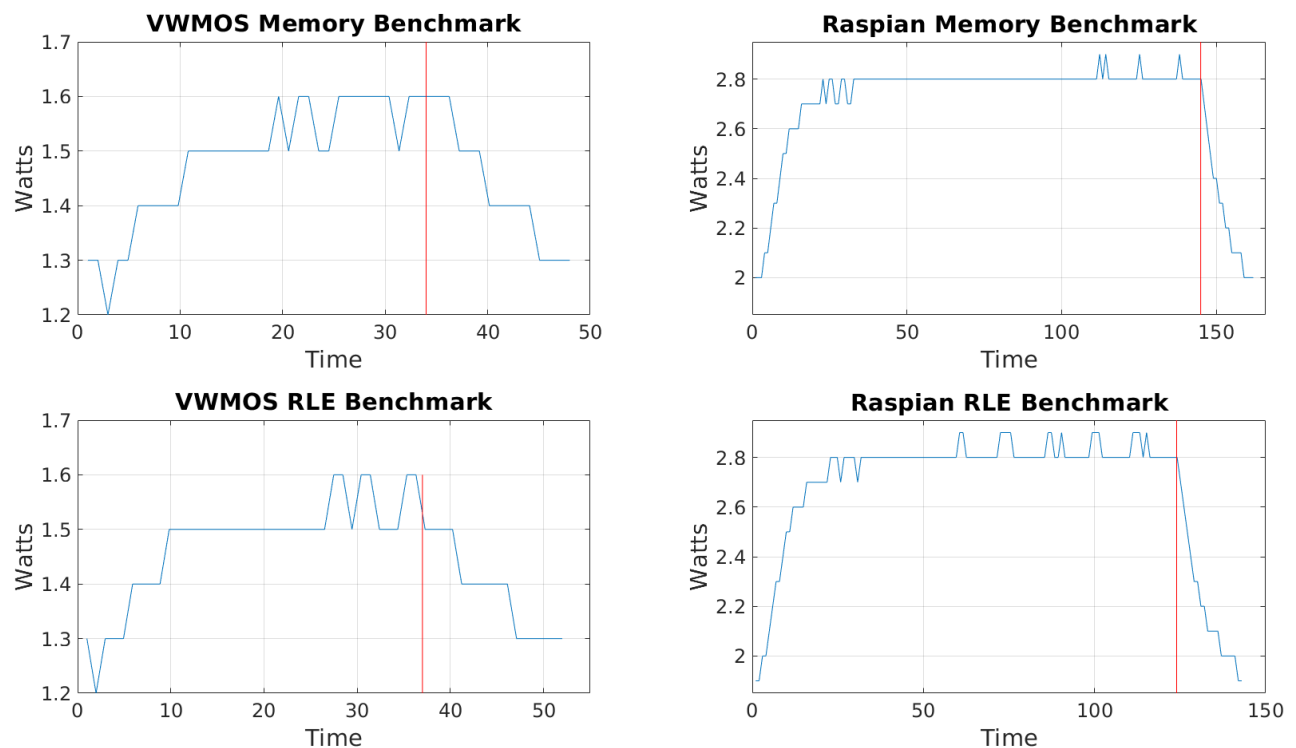 VWMOS Memory Benchmark
1.7
1.6
1.5
1.4
1.3
1.2
Watts
0 10 20 30 40 50
Time
Raspian Memory Benchmark
2.8
2.6
2.4
2.2
2
Watts
0 50 100 150
Time
VWMOS RLE Benchmark
1.7
1.6
1.5
1.4
1.3
1.2
Watts
0 10 20 30 40 50
Time
Raspian RLE Benchmark
2.8
2.6
2.4
2.2
2
Watts
0 50 100 150
Time